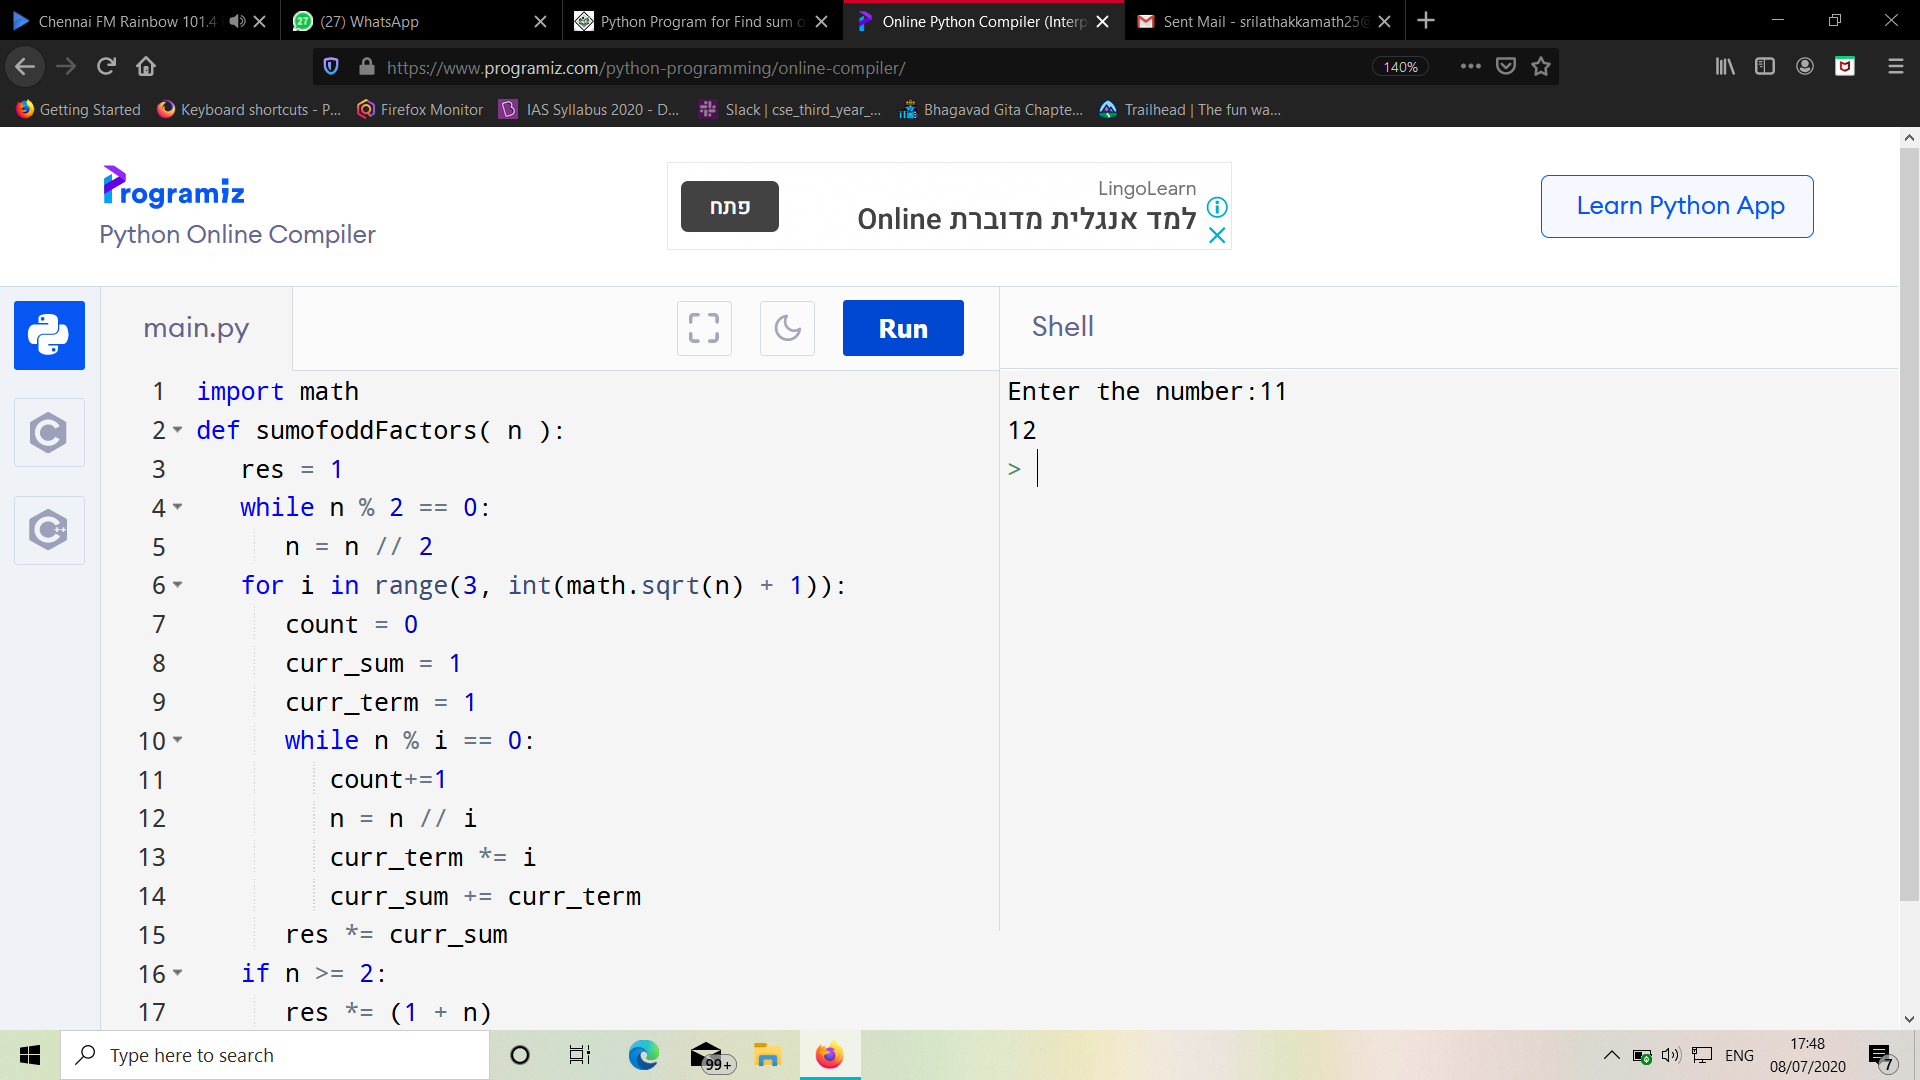 Chennai FM Rainbow 101.4
(27) WhatsApp
Python Program for Find sum o
Online Python Compiler (Interp
Sent Mail - srilathakkamath25@
https://www.programiz.com/python-programming/online-compiler/
140%
Getting Started
Keyboard shortcuts - P...
Firefox Monitor
IAS Syllabus 2020 - D...
Slack | cse_third_year_...
Bhagavad Gita Chapte...
Trailhead | The fun wa...
Programiz
Python Online Compiler
פתח
LingoLearn
למד אנגלית מדוברת Online
Learn Python App
main.py
Run
Shell
1 import math
2 def sumofoddFactors( n ):
3 res = 1
4 while n % 2 == 0:
5 n = n // 2
6 for i in range(3, int(math.sqrt(n) + 1)):
7 count = 0
8 curr_sum = 1
9 curr_term = 1
10 while n % i == 0:
11 count+=1
12 n = n // i
13 curr_term *= i
14 curr_sum += curr_term
15 res *= curr_sum
16 if n >= 2:
17 res *= (1 + n)
Enter the number:11
12
>
Type here to search
99+
ENG
17:48
08/07/2020
7